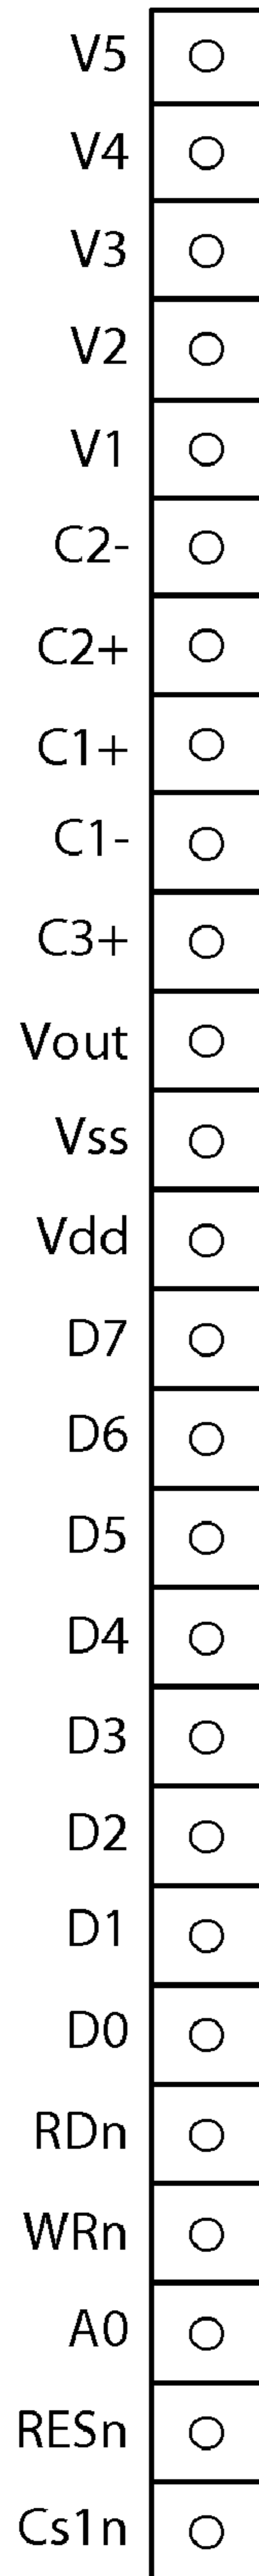 V5
V4
V3
V2
V1
C2-
C2+
C1+
C1-
C3+
Vout
Vss
Vdd
D7
D6
D5
D4
D3
D2
D1
D0
RDn
WRn
A0
RESn
Cs1n